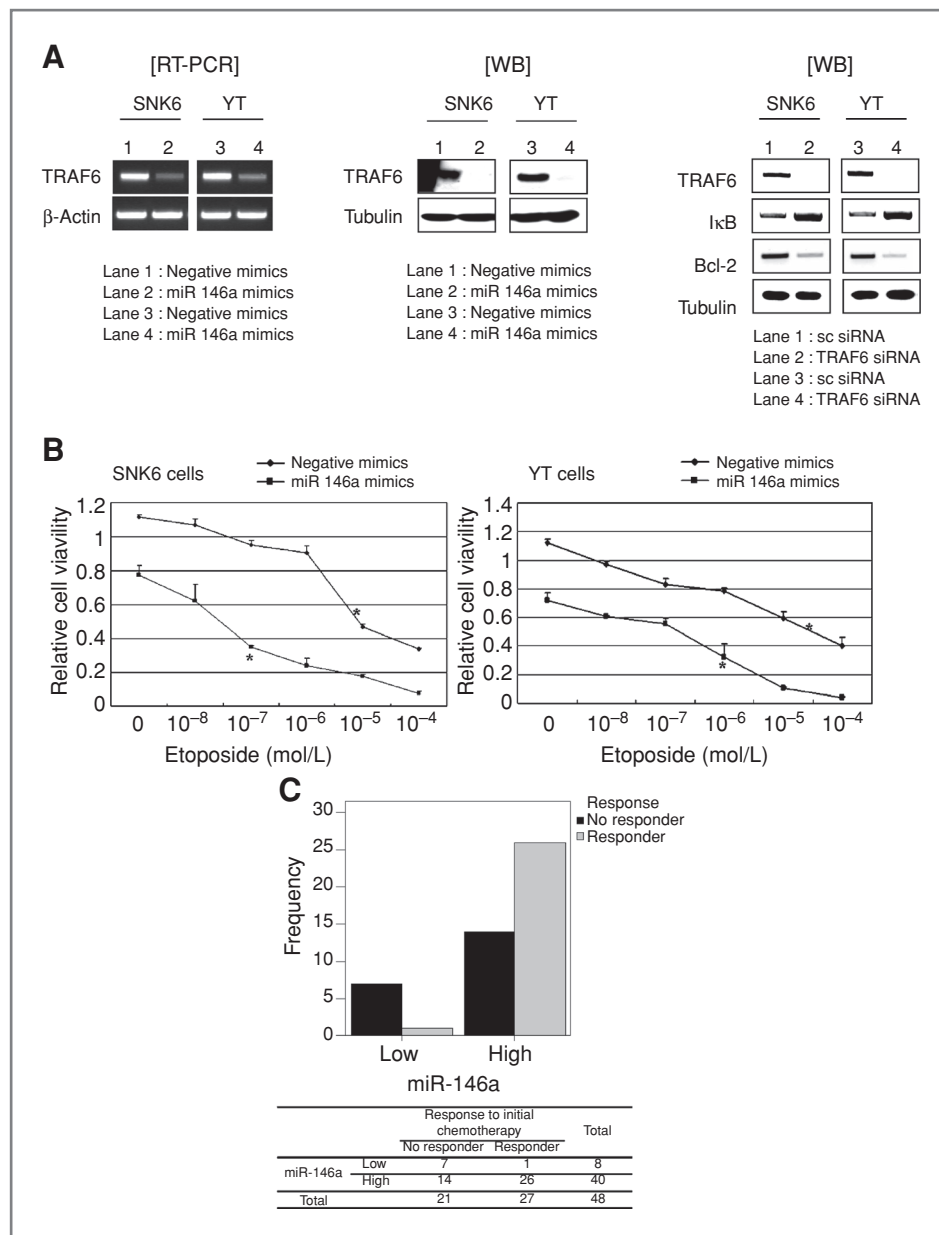 A
[RT-PCR]
SNK6 YT
1 2 3 4
TRAF6
β-Actin
Lane 1 : Negative mimics
Lane 2 : miR 146a mimics
Lane 3 : Negative mimics
Lane 4 : miR 146a mimics
[WB]
SNK6 YT
1 2 3 4
TRAF6
Tubulin
Lane 1 : Negative mimics
Lane 2 : miR 146a mimics
Lane 3 : Negative mimics
Lane 4 : miR 146a mimics
[WB]
SNK6 YT
1 2 3 4
TRAF6
IκB
Bcl-2
Tubulin
Lane 1 : sc siRNA
Lane 2 : TRAF6 siRNA
Lane 3 : sc siRNA
Lane 4 : TRAF6 siRNA
B
SNK6 cells
Negative mimics
miR 146a mimics
Relative cell viavility
1.2
1
0.8
0.6
0.4
0.2
0
* *
0 10⁻⁸ 10⁻⁷ 10⁻⁶ 10⁻⁵ 10⁻⁴
Etoposide (mol/L)
YT cells
Negative mimics
miR 146a mimics
Relative cell viavility
1.4
1.2
1
0.8
0.6
0.4
0.2
0
* *
0 10⁻⁸ 10⁻⁷ 10⁻⁶ 10⁻⁵ 10⁻⁴
Etoposide (mol/L)
C
Response
No responder
Responder
Frequency
30
25
20
15
10
5
0
Low High
miR-146a
Response to initial chemotherapy Total
No responder Responder
miR-146a Low 7 1 8
High 14 26 40
Total 21 27 48